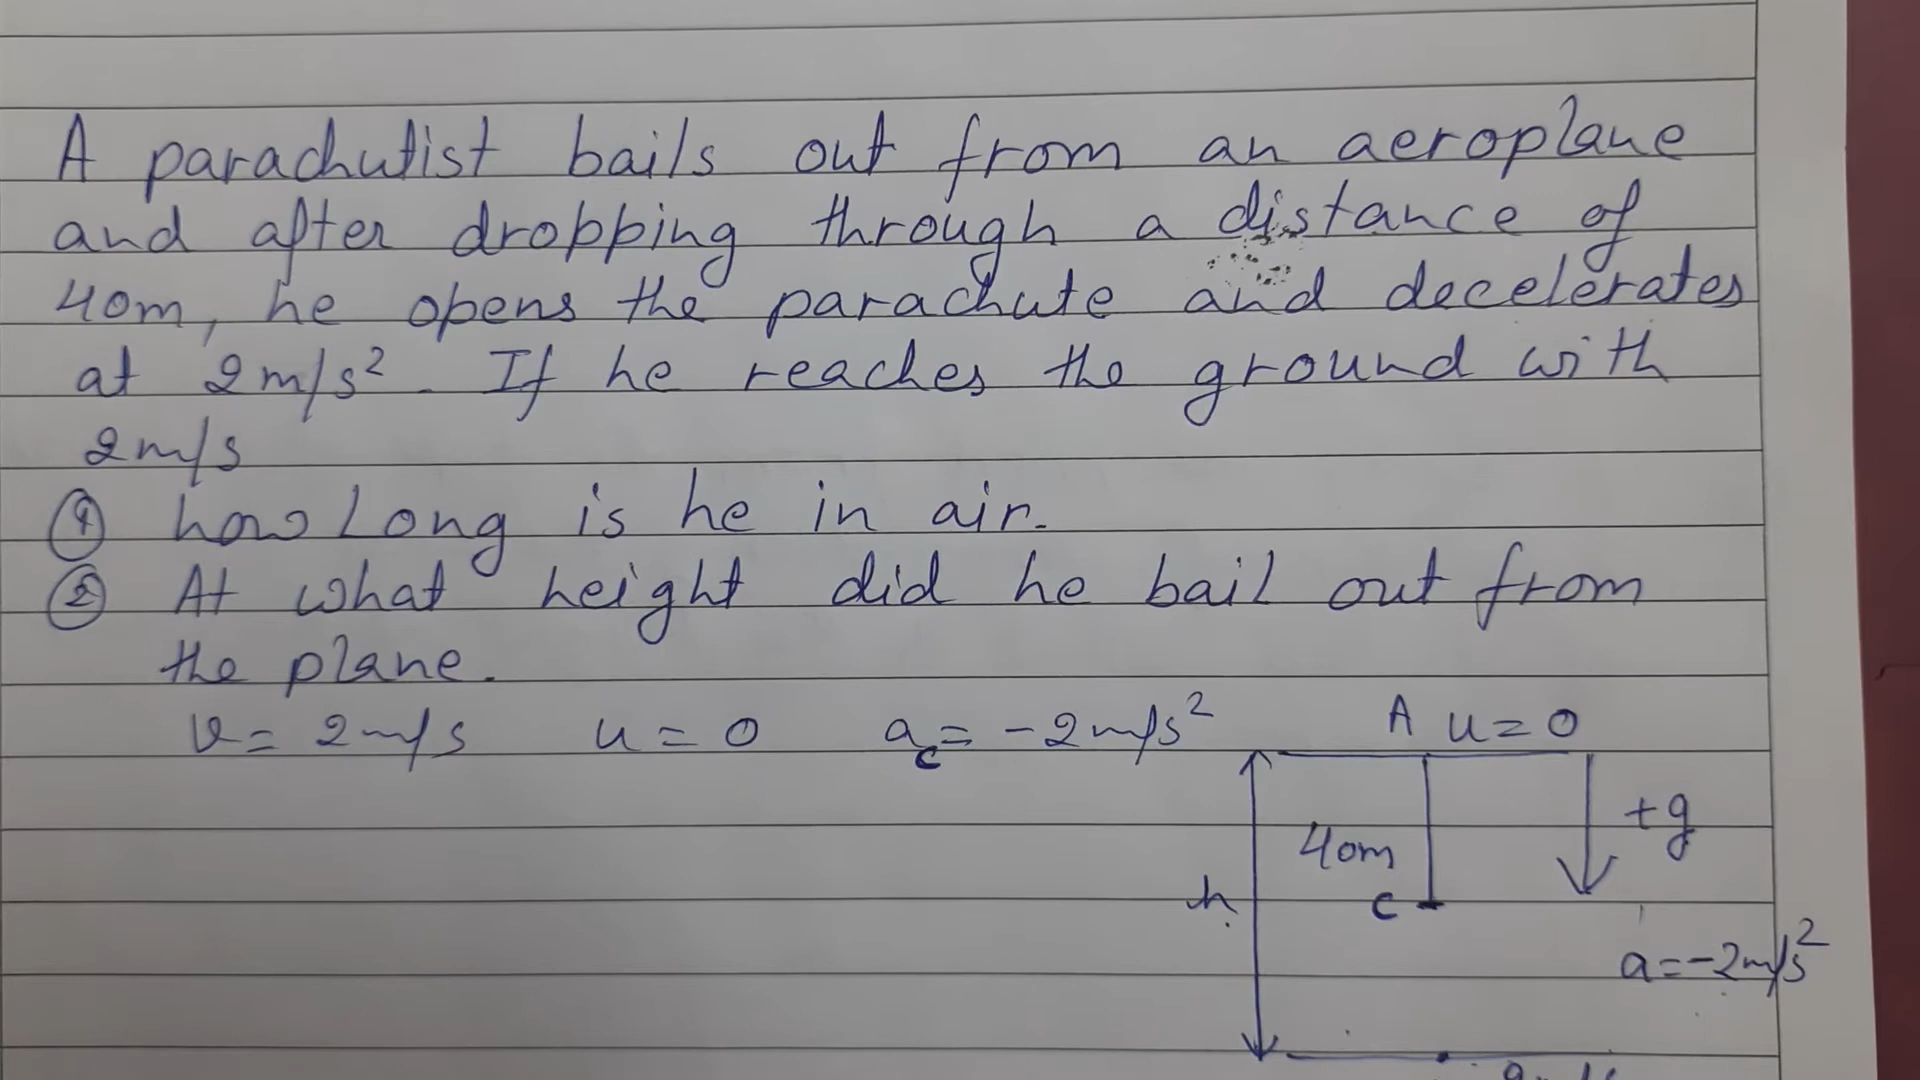 A parachutist bails out from an aeroplane
and after dropping through a distance of
40m, he opens the parachute and decelerates
at 2m/s². If he reaches the ground with
2m/s
① how long is he in air.
② At what height did he bail out from
the plane.
v = 2m/s u = 0 a_c = -2m/s²
A u=0
+g
40m
h
c
a=-2m/s²